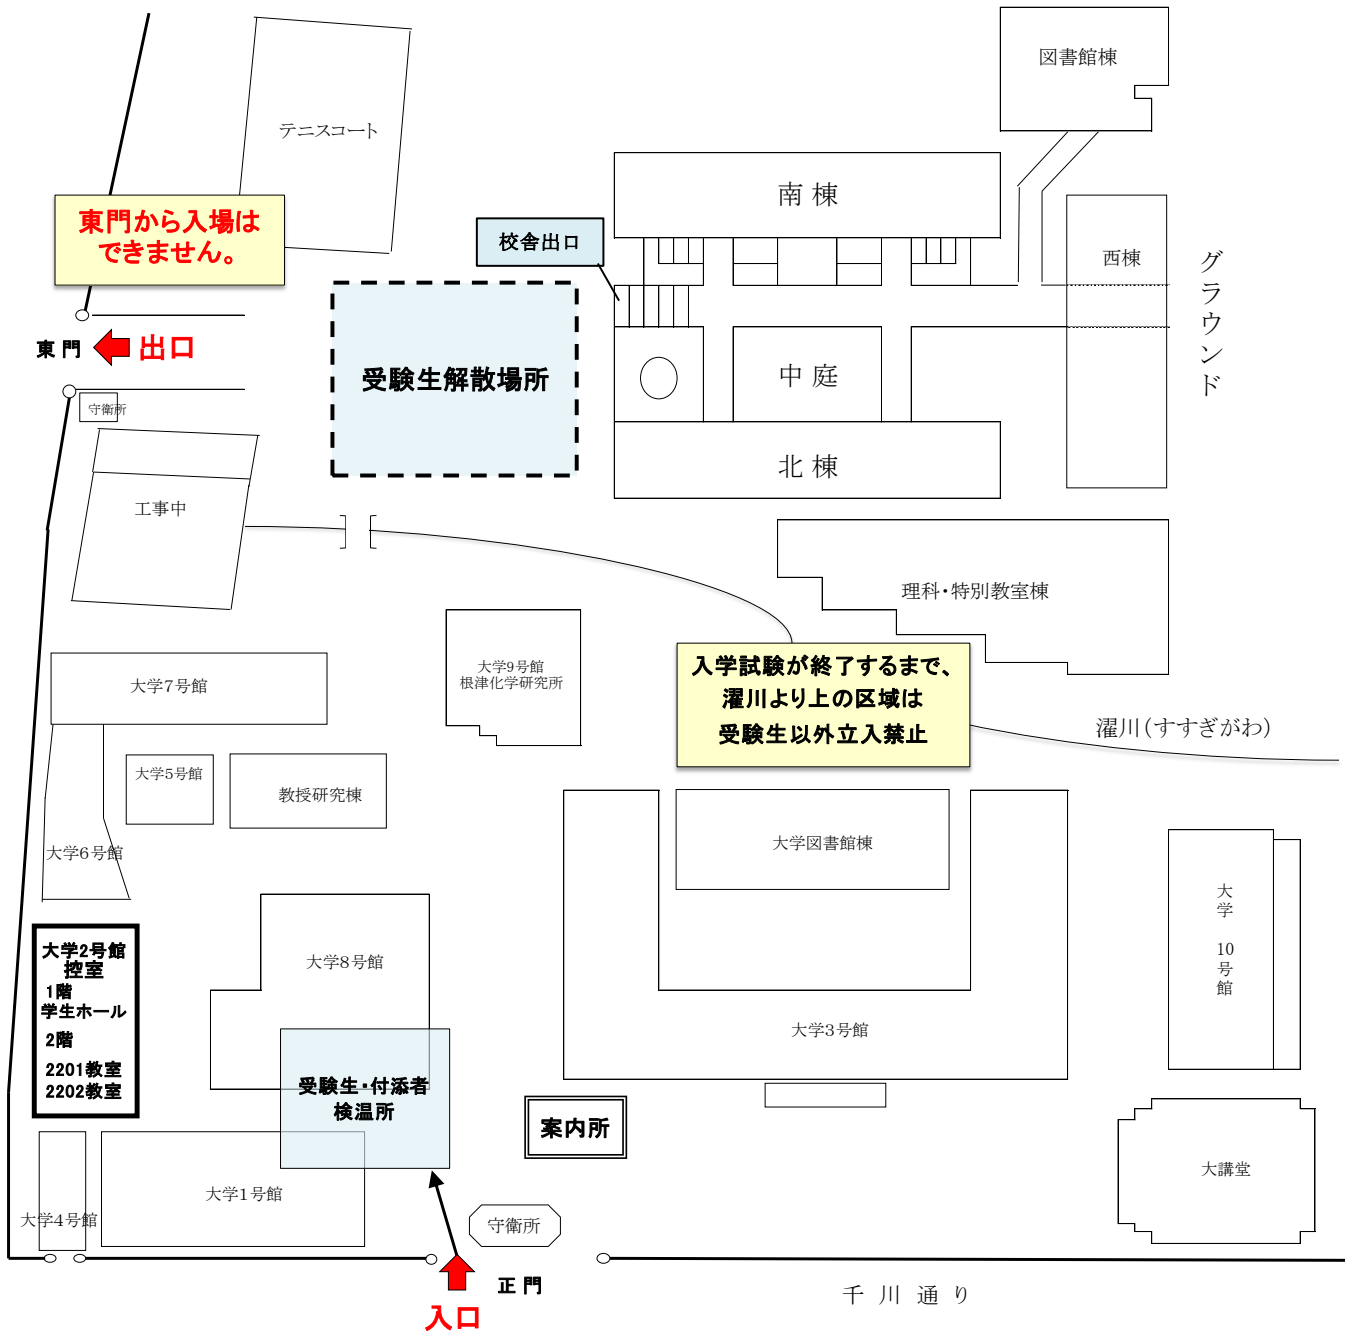 図書館棟
テニスコート
南 棟
東門から入場は
できません。
校舎出口
西棟
グラウンド
東 門
出口
受験生解散場所
中 庭
守衛所
北 棟
工事中
理科・特別教室棟
大学7号館
大学9号館
根津化学研究所
入学試験が終了するまで、
濯川より上の区域は
受験生以外立入禁止
濯川（すすぎがわ）
大学5号館
教授研究棟
大学6号館
大学図書館棟
大学 10号館
大学2号館
控室
1階
学生ホール
2階
2201教室
2202教室
大学8号館
大学3号館
受験生・付添者
検温所
案内所
大講堂
大学1号館
大学4号館
守衛所
正 門
入口
千 川 通 り